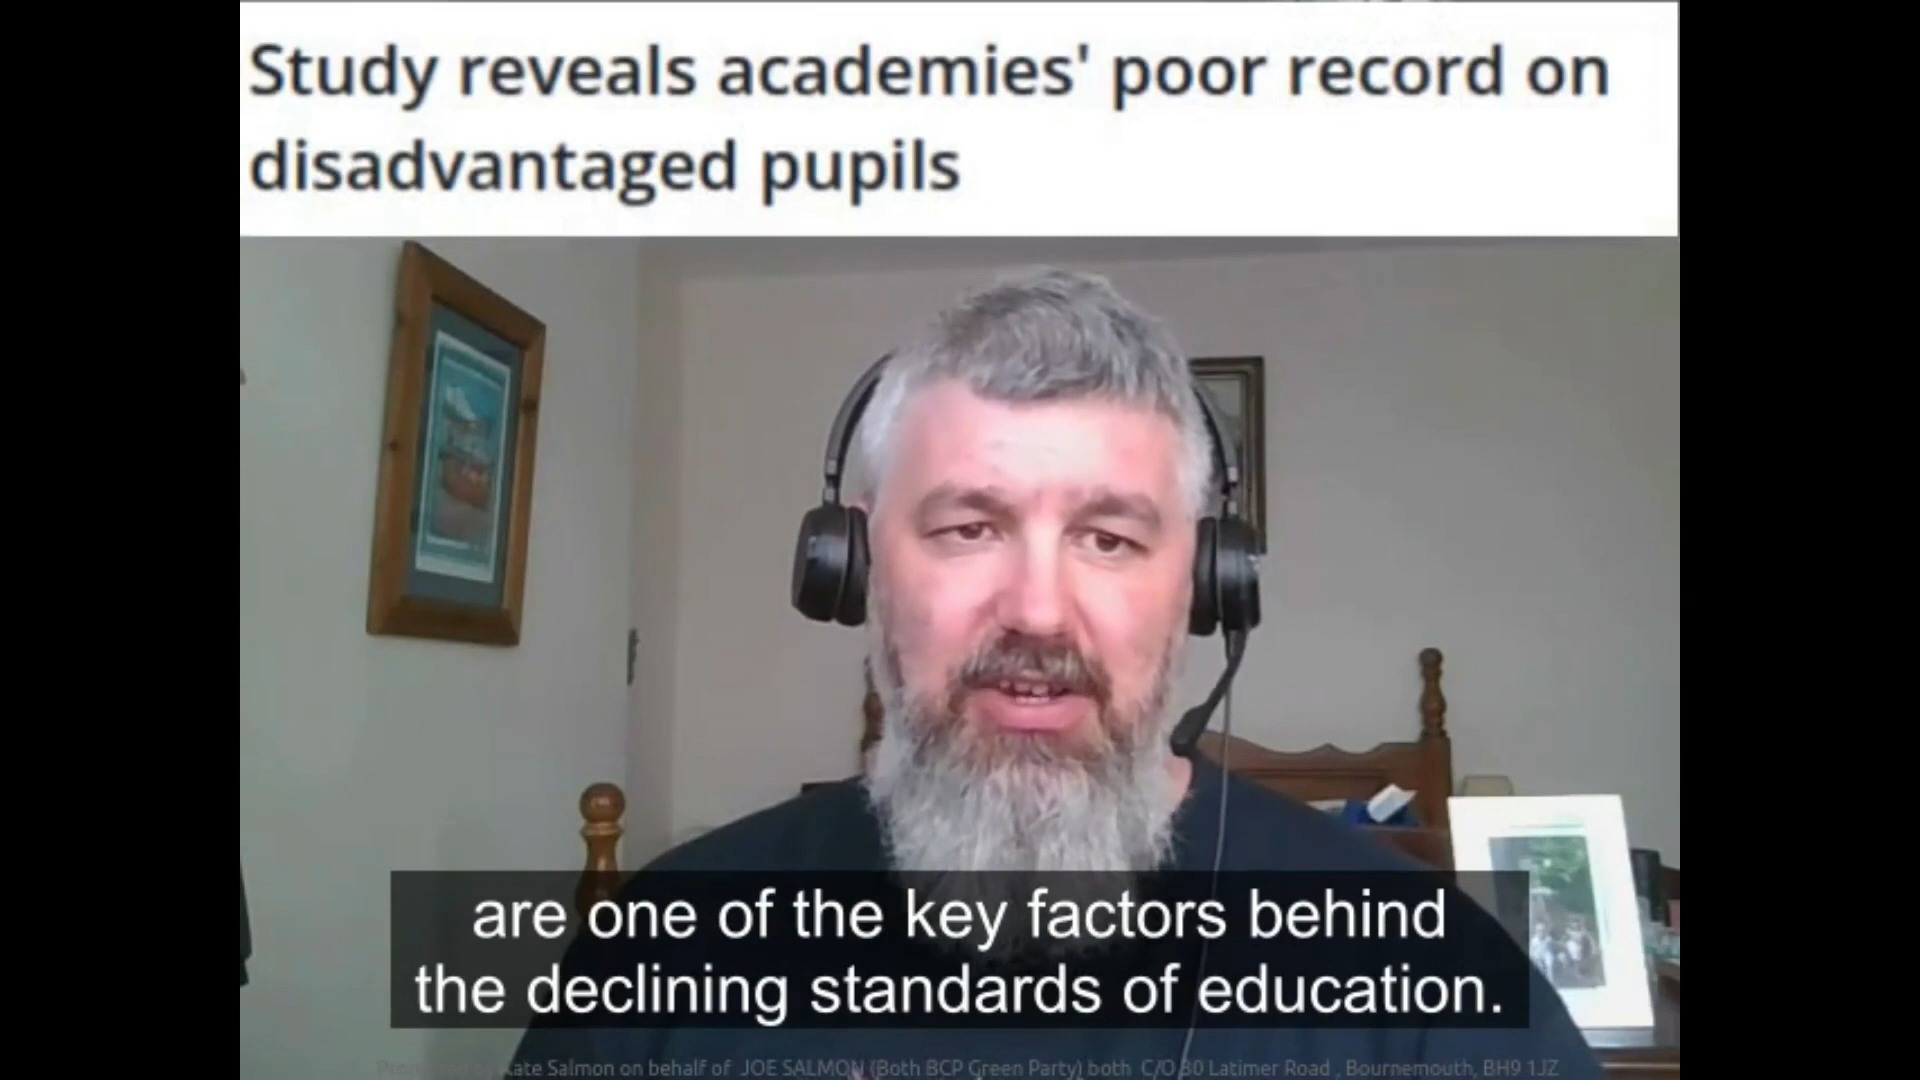 Study reveals academies' poor record on
disadvantaged pupils
are one of the key factors behind
the declining standards of education.
Kate Salmon on behalf of JOE SALMON (Both BCP Green Party) both C/O 30 Latimer Road , Bournemouth, BH9 1JZ